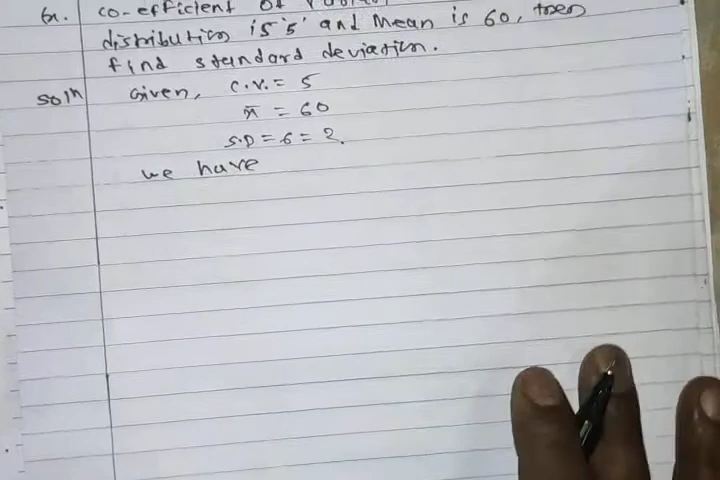 Q. co-efficient of
distribution is '5' and Mean is 60, then
find standard deviation.
soln Given, C.V. = 5
x̄ = 60
S.D = σ = ?
we have